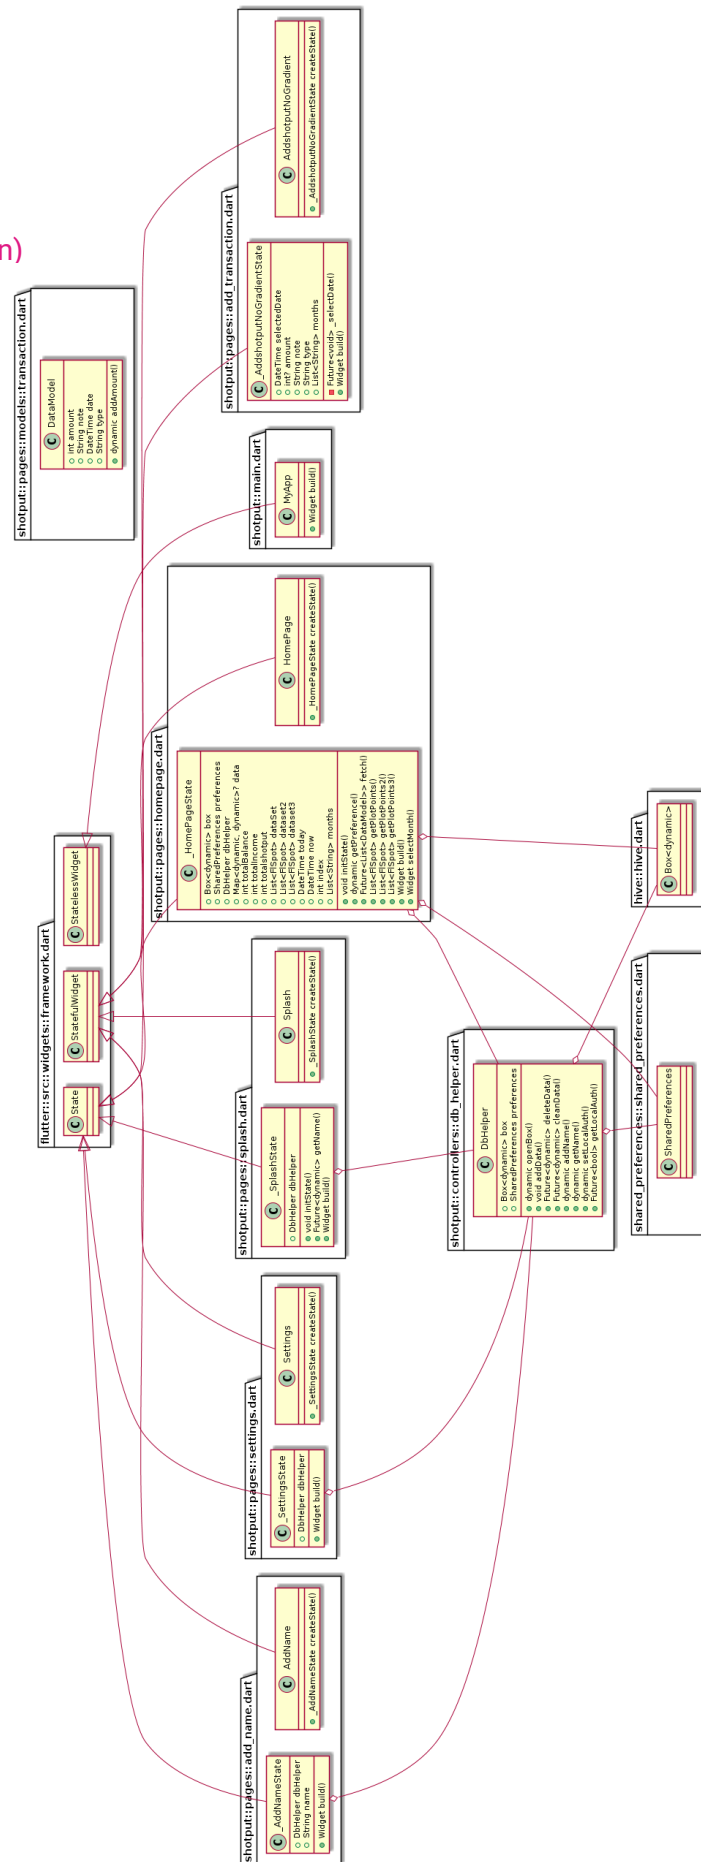 n)
shotput::pages::models::transaction.dart
DataModel
int amount
String note
DateTime date
String type
dynamic addAmount()
shotput::pages::add_transaction.dart
AddshotputNoGradient
_AddshotputNoGradientState createState()
_AddshotputNoGradientState
DateTime selectedDate
int? amount
String note
String type
List<String> months
Future<void> _selectDate()
Widget build()
shotput::main.dart
MyApp
Widget build()
shotput::pages::homepage.dart
HomePage
_HomePageState createState()
_HomePageState
Box<dynamic> box
SharedPreferences preferences
DbHelper dbHelper
Map<dynamic, dynamic>? data
int totalBalance
int totalIncome
int totalshotput
List<FlSpot> dataSet
List<FlSpot> dataset2
List<FlSpot> dataset3
DateTime today
DateTime now
int index
List<String> months
void initState()
dynamic getPreference()
Future<List<DataModel>> fetch()
List<FlSpot> getPlotPoints()
List<FlSpot> getPlotPoints2()
List<FlSpot> getPlotPoints3()
Widget build()
Widget selectMonth()
flutter::src::widgets::framework.dart
StatelessWidget
StatefulWidget
State
shotput::pages::splash.dart
Splash
_SplashState createState()
_SplashState
DbHelper dbHelper
void initState()
Future<dynamic> getName()
Widget build()
hive::hive.dart
Box<dynamic>
shared_preferences::shared_preferences.dart
SharedPreferences
shotput::controllers::db_helper.dart
DbHelper
Box<dynamic> box
SharedPreferences preferences
dynamic openBox()
void addData()
Future<dynamic> deleteData()
Future<dynamic> cleanData()
dynamic addName()
dynamic getName()
dynamic setLocalAuth()
Future<bool> getLocalAuth()
shotput::pages::settings.dart
Settings
_SettingsState createState()
_SettingsState
DbHelper dbHelper
Widget build()
shotput::pages::add_name.dart
AddName
_AddNameState createState()
_AddNameState
DbHelper dbHelper
String name
Widget build()